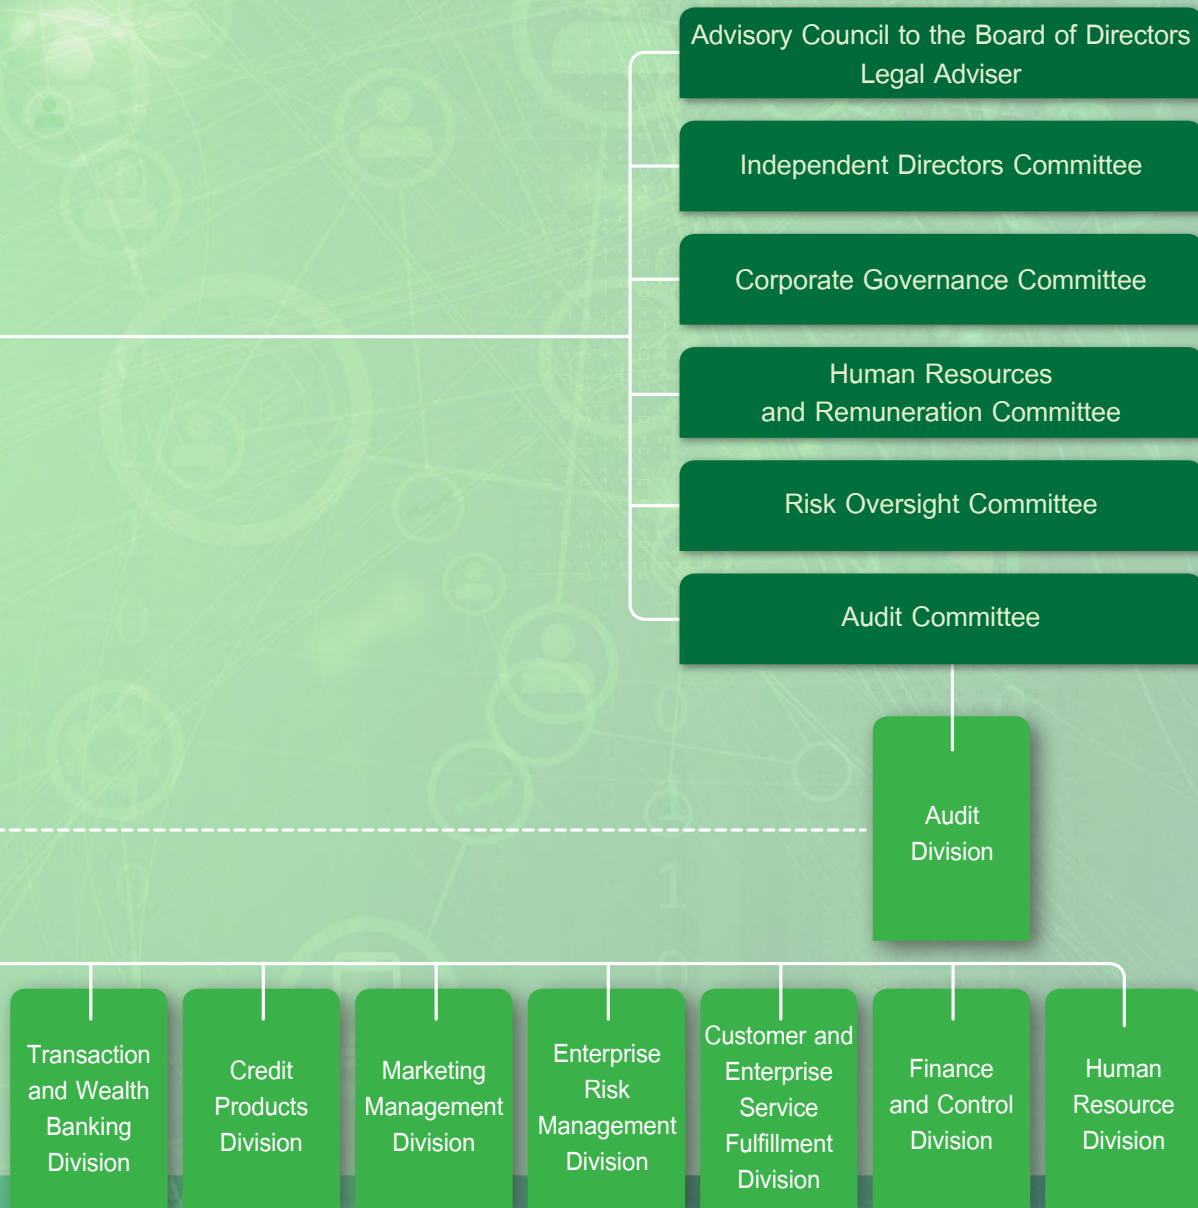 Advisory Council to the Board of Directors
Legal Adviser
Independent Directors Committee
Corporate Governance Committee
Human Resources
and Remuneration Committee
Risk Oversight Committee
Audit Committee
Audit
Division
Transaction
and Wealth
Banking
Division
Credit
Products
Division
Marketing
Management
Division
Enterprise
Risk
Management
Division
Customer and
Enterprise
Service
Fulfillment
Division
Finance
and Control
Division
Human
Resource
Division